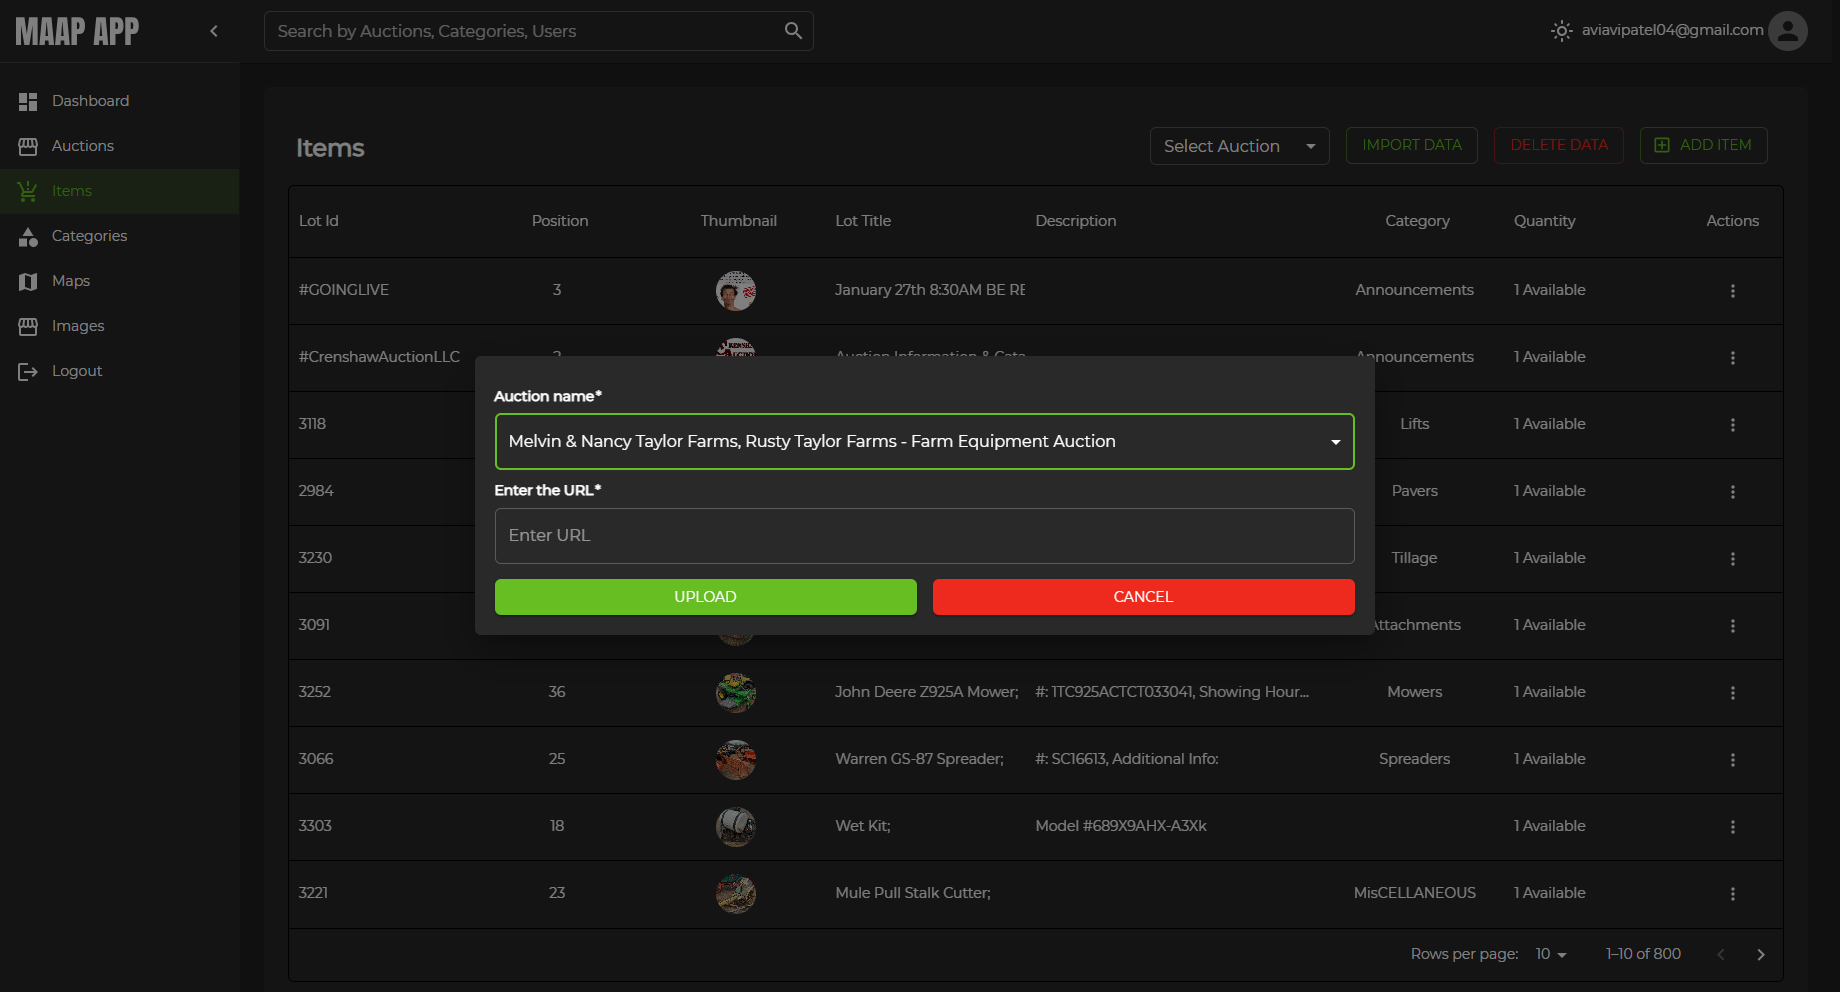 MAAP APP
Search by Auctions, Categories, Users
aviavipatel04@gmail.com
Dashboard
Auctions
Items
Categories
Maps
Images
Logout
Items
Select Auction
IMPORT DATA
DELETE DATA
ADD ITEM
Lot Id Position Thumbnail Lot Title Description Category Quantity Actions
#GOINGLIVE 3 January 27th 8:30AM BE RE Announcements 1 Available
#CrenshawAuctionLLC 2 Auction Information & Cata Announcements 1 Available
3118 Lifts 1 Available
2984 Pavers 1 Available
3230 Tillage 1 Available
3091 Attachments 1 Available
Auction name*
Melvin & Nancy Taylor Farms, Rusty Taylor Farms - Farm Equipment Auction
Enter the URL*
Enter URL
UPLOAD
CANCEL
3252 36 John Deere Z925A Mower; #: 1TC925ACTCT033041, Showing Hour... Mowers 1 Available
3066 25 Warren GS-87 Spreader; #: SC16613, Additional Info: Spreaders 1 Available
3303 18 Wet Kit; Model #689X9AHX-A3Xk 1 Available
3221 23 Mule Pull Stalk Cutter; MisCELLANEOUS 1 Available
Rows per page: 10 1-10 of 800